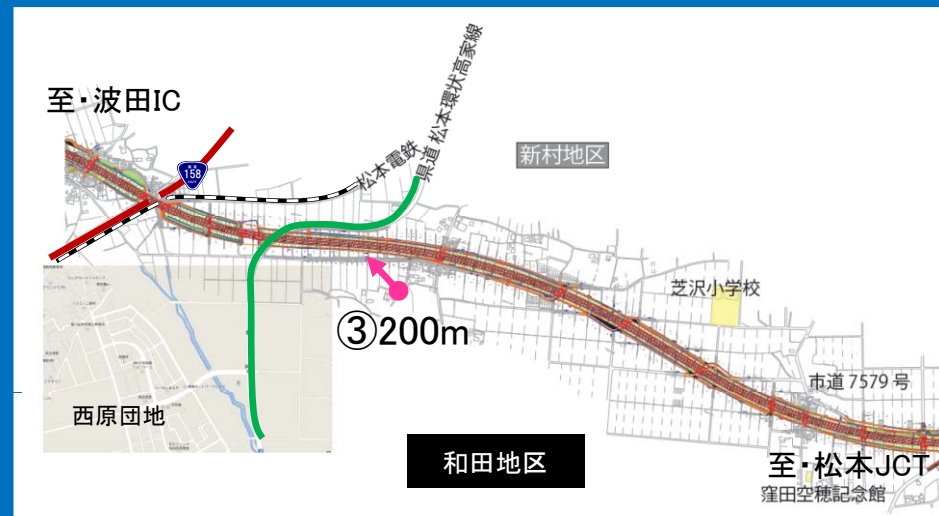 至・波田IC
158
松本電鉄
県道 松本環状高家線
新村地区
芝沢小学校
③200m
市道 7579 号
西原団地
和田地区
至・松本JCT
窪田空穂記念館